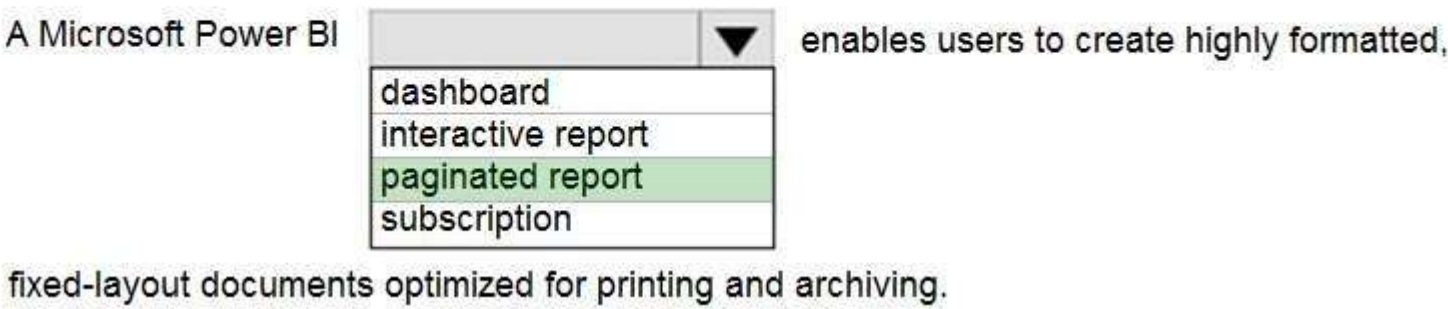 A Microsoft Power BI enables users to create highly formatted,
dashboard
interactive report
paginated report
subscription
fixed-layout documents optimized for printing and archiving.